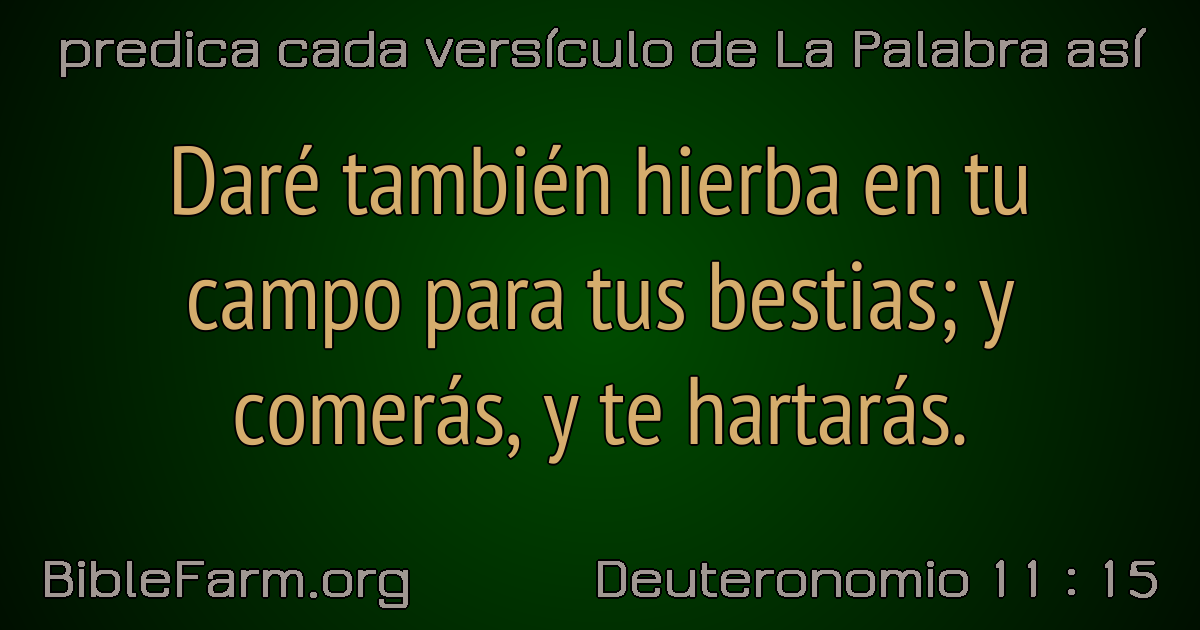 predica cada versículo de La Palabra así
Daré también hierba en tu
campo para tus bestias; y
comerás, y te hartarás.
BibleFarm.org
Deuteronomio 11 : 15